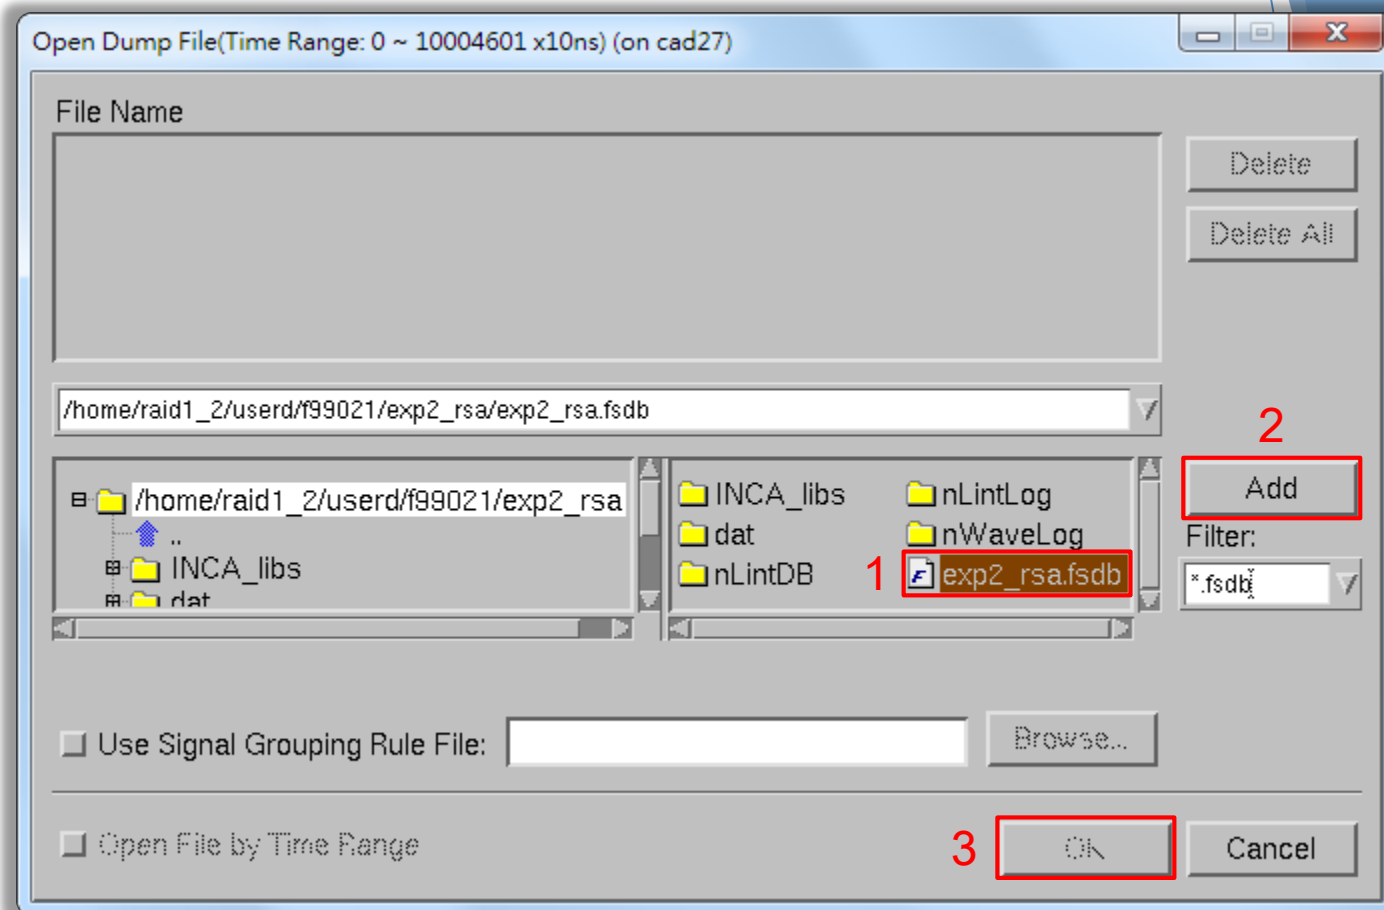 Open Dump File(Time Range: 0 ~ 10004601 x10ns) (on cad27)
File Name
Delete
Delete All
/home/raid1_2/userd/f99021/exp2_rsa/exp2_rsa.fsdb
2
Add
Filter:
*.fsdb
/home/raid1_2/userd/f99021/exp2_rsa
..
INCA_libs
dat
INCA_libs
nLintLog
dat
nWaveLog
nLintDB
1
exp2_rsa.fsdb
Use Signal Grouping Rule File:
Browse...
Open File by Time Range
3
OK
Cancel